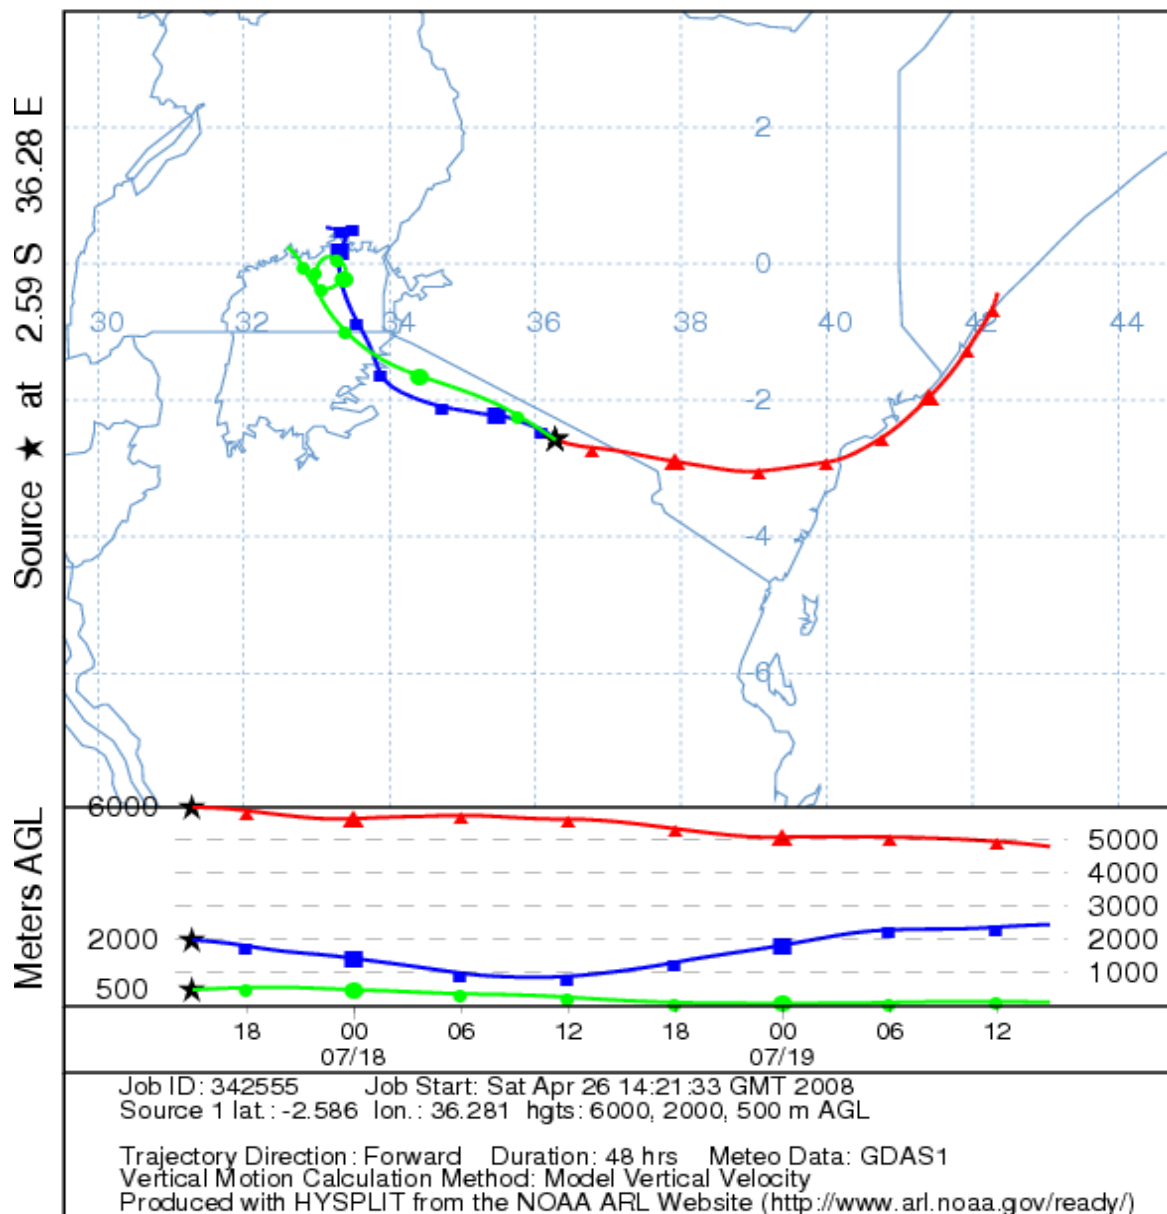 Source ★ at 2.59 S 36.28 E
2
0
30 32 34 36 38 40 42 44
-2
-4
-6
Meters AGL
6000
2000
500
5000
4000
3000
2000
1000
18 00 06 12 18 00 06 12
07/18 07/19
Job ID: 342555 Job Start: Sat Apr 26 14:21:33 GMT 2008
Source 1 lat.: -2.586 lon.: 36.281 hgts: 6000, 2000, 500 m AGL
Trajectory Direction: Forward Duration: 48 hrs Meteo Data: GDAS1
Vertical Motion Calculation Method: Model Vertical Velocity
Produced with HYSPLIT from the NOAA ARL Website (http://www.arl.noaa.gov/ready/)